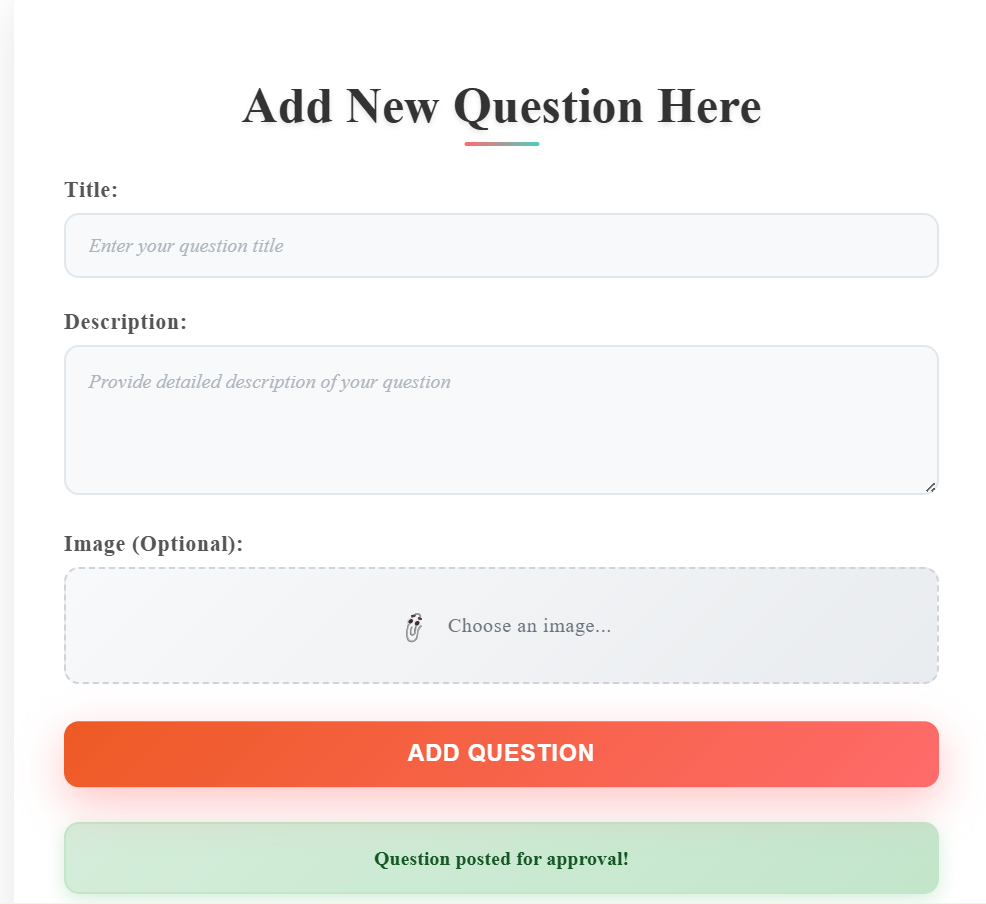 Add New Question Here
Title:
Enter your question title
Description:
Provide detailed description of your question
Image (Optional):
Choose an image...
ADD QUESTION
Question posted for approval!